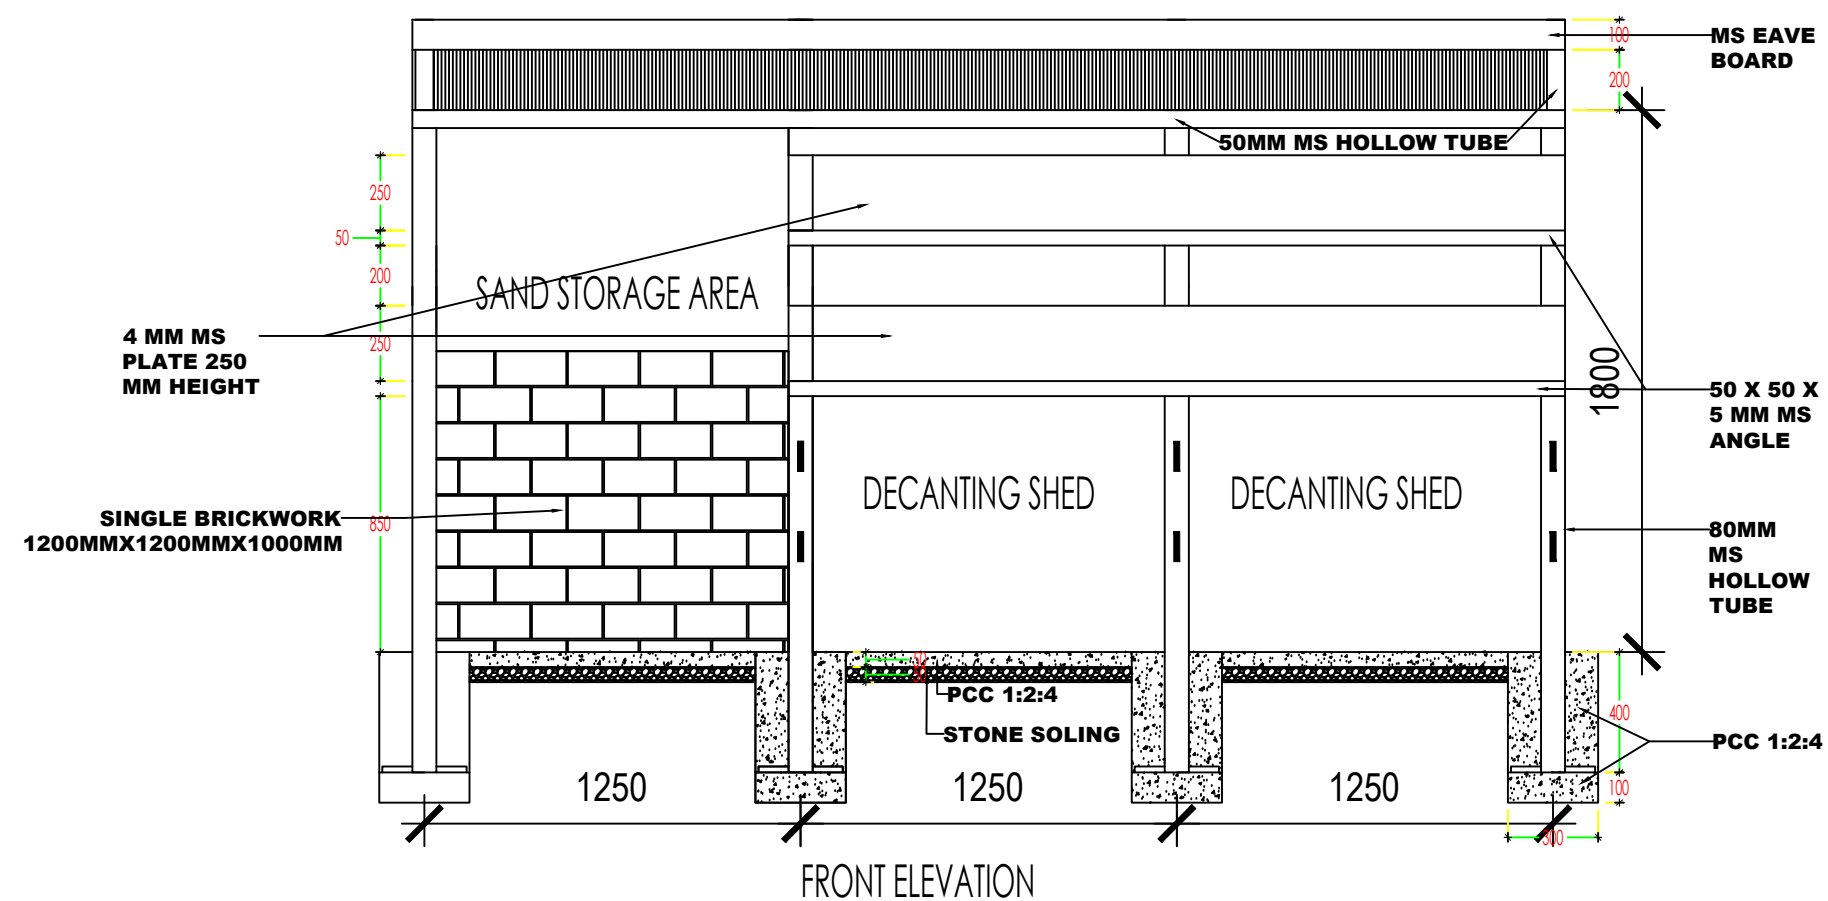 100
MS EAVE
BOARD
200
50MM MS HOLLOW TUBE
250
50
200
SAND STORAGE AREA
4 MM MS
PLATE 250
MM HEIGHT
250
1800
50 X 50 X
5 MM MS
ANGLE
DECANTING SHED
DECANTING SHED
SINGLE BRICKWORK
1200MMX1200MMX1000MM
850
80MM
MS
HOLLOW
TUBE
50
50
PCC 1:2:4
STONE SOLING
400
PCC 1:2:4
1250
1250
1250
100
300
FRONT ELEVATION